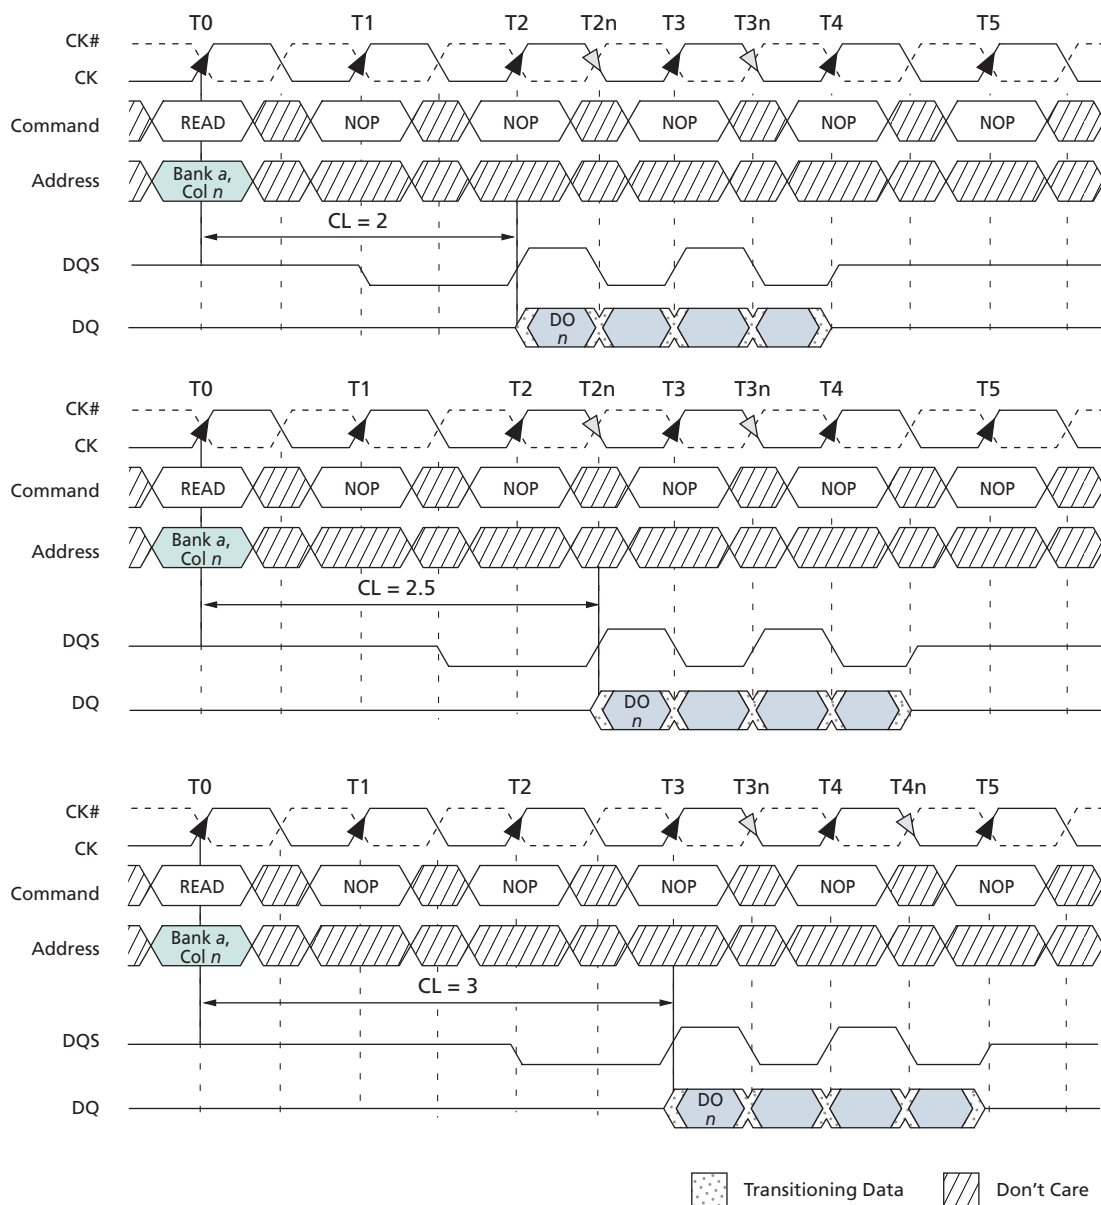 T0 T1 T2 T2n T3 T3n T4 T5
CK#
CK
Command READ NOP NOP NOP NOP NOP
Address Bank a,
Col n
CL = 2
DQS
DQ DO
n
T0 T1 T2 T2n T3 T3n T4 T5
CK#
CK
Command READ NOP NOP NOP NOP NOP
Address Bank a,
Col n
CL = 2.5
DQS
DQ DO
n
T0 T1 T2 T3 T3n T4 T4n T5
CK#
CK
Command READ NOP NOP NOP NOP NOP
Address Bank a,
Col n
CL = 3
DQS
DQ DO
n
Transitioning Data Don't Care